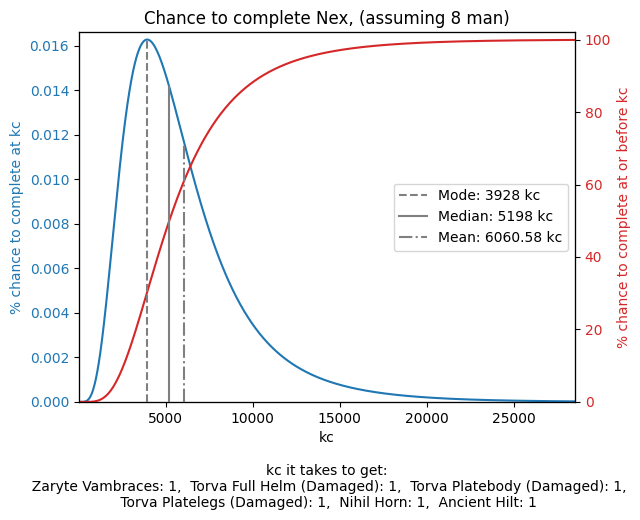 Chance to complete Nex, (assuming 8 man)
% chance to complete at kc
0.016
0.014
0.012
0.010
0.008
0.006
0.004
0.002
0.000
Mode: 3928 kc
Median: 5198 kc
Mean: 6060.58 kc
100
80
60
40
20
0
% chance to complete at or before kc
5000 10000 15000 20000 25000
kc
kc it takes to get:
Zaryte Vambraces: 1, Torva Full Helm (Damaged): 1, Torva Platebody (Damaged): 1,
Torva Platelegs (Damaged): 1, Nihil Horn: 1, Ancient Hilt: 1